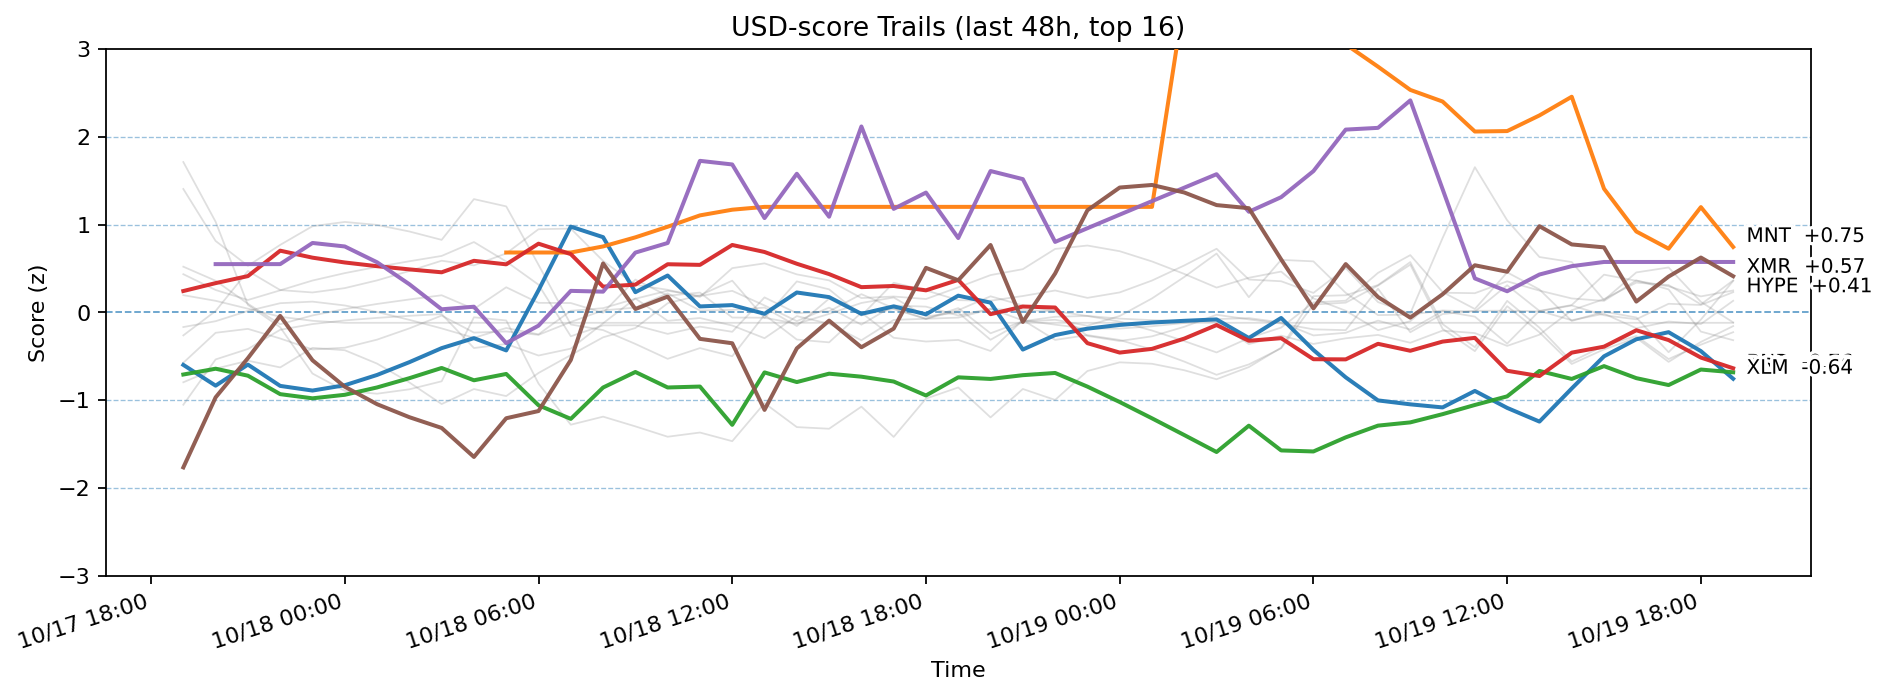 USD-score Trails (last 48h, top 16)
Score (z)
3
2
1
0
−1
−2
−3
MNT +0.75
XMR +0.57
HYPE +0.41
XLM -0.64
10/17 18:00
10/18 00:00
10/18 06:00
10/18 12:00
10/18 18:00
10/19 00:00
10/19 06:00
10/19 12:00
10/19 18:00
Time